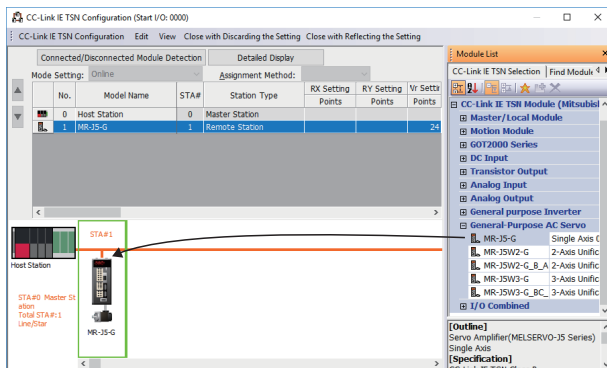 CC-Link IE TSN Configuration (Start I/O: 0000)
CC-Link IE TSN Configuration Edit View Close with Discarding the Setting Close with Reflecting the Setting
Connected/Disconnected Module Detection Detailed Display
Mode Setting: Online Assignment Method:
No. Model Name STA# Station Type RX Setting RY Setting Wr Settin
Points Points Points
0 Host Station 0 Master Station
1 MR-J5-G 1 Remote Station 24
STA#1
Host Station
STA#0 Master St
ation
Total STA#:1
Line/Star
MR-J5-G
Module List
CC-Link IE TSN Selection Find Module
CC-Link IE TSN Module (Mitsubish
Master/Local Module
Motion Module
GOT2000 Series
DC Input
Transistor Output
Analog Input
Analog Output
General purpose Inverter
General-Purpose AC Servo
MR-J5-G Single Axis
MR-J5W2-G 2-Axis Unific
MR-J5W2-G_B_A 2-Axis Unific
MR-J5W3-G 3-Axis Unific
MR-J5W3-G_BC_ 3-Axis Unific
I/O Combined
[Outline]
Servo Amplifier(MELSERVO-J5 Series)
Single Axis
[Specification]